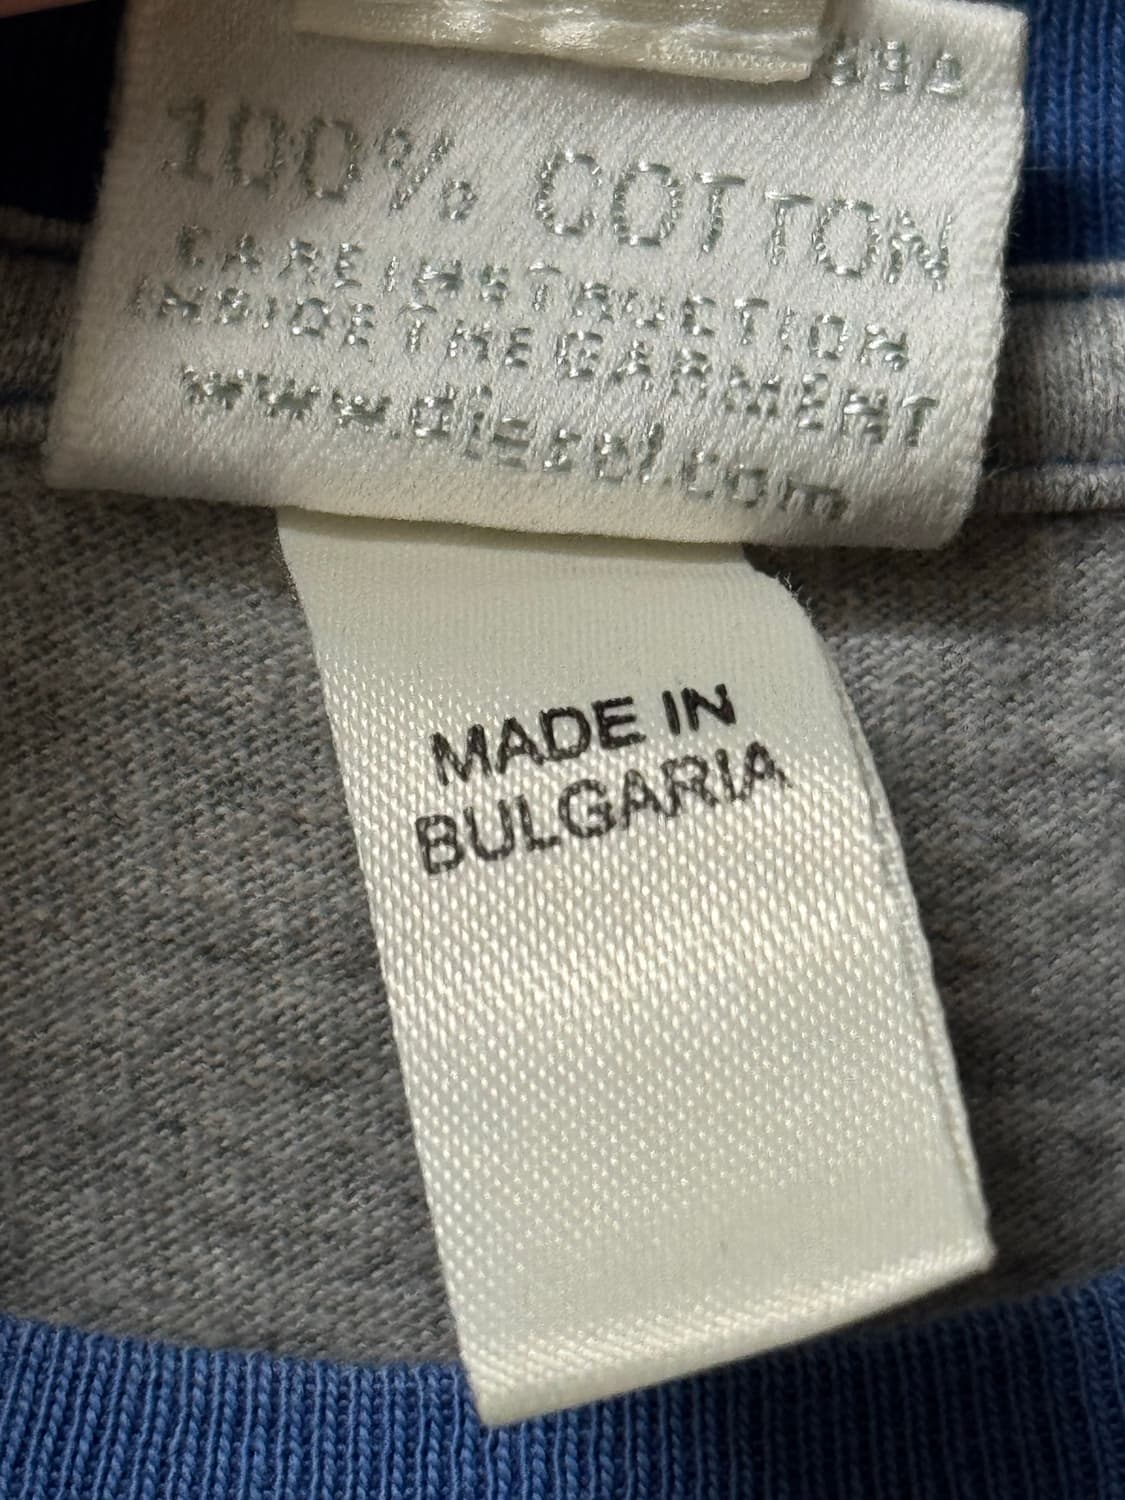 100% COTTON
CARE INSTRUCTION
INSIDE THE GARMENT
www.diesel.com
MADE IN
BULGARIA